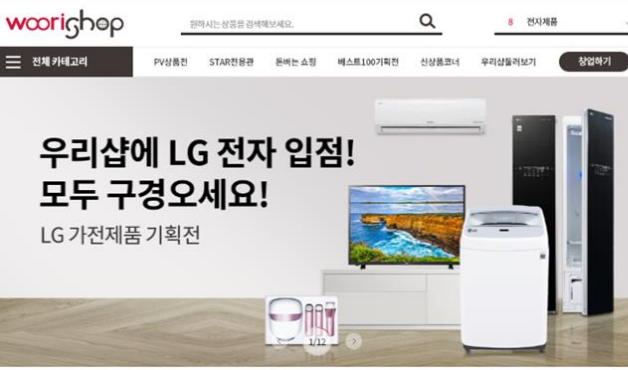 woorishop
원하시는 상품을 검색해보세요.
8 전자제품
전체 카테고리
PV상품전
STAR전용관
돈버는 쇼핑
베스트100기획전
신상품코너
우리샵둘러보기
창업하기
우리샵에 LG 전자 입점!
모두 구경오세요!
LG 가전제품 기획전
1/12